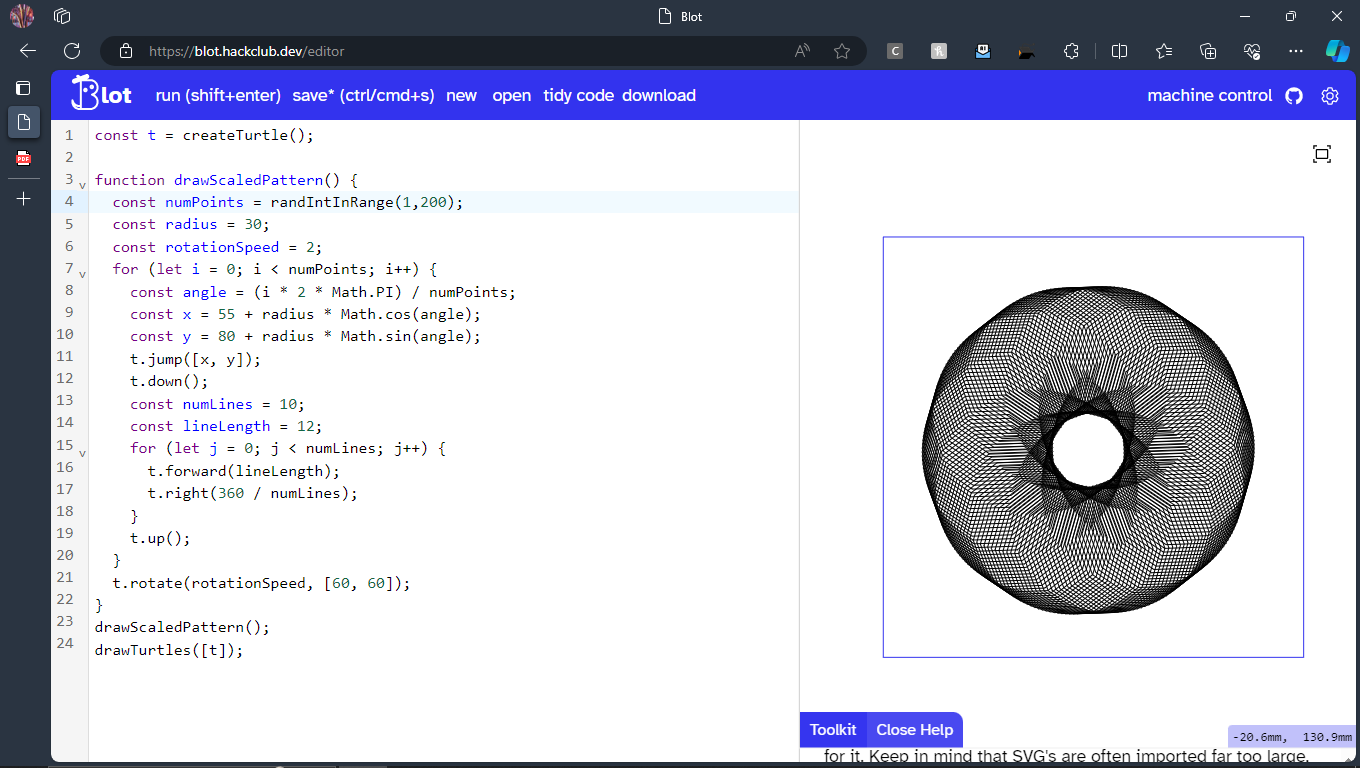 Blot
https://blot.hackclub.dev/editor
Blot run (shift+enter) save* (ctrl/cmd+s) new open tidy code download machine control
1 const t = createTurtle();
2
3 function drawScaledPattern() {
4 const numPoints = randIntInRange(1,200);
5 const radius = 30;
6 const rotationSpeed = 2;
7 for (let i = 0; i < numPoints; i++) {
8 const angle = (i * 2 * Math.PI) / numPoints;
9 const x = 55 + radius * Math.cos(angle);
10 const y = 80 + radius * Math.sin(angle);
11 t.jump([x, y]);
12 t.down();
13 const numLines = 10;
14 const lineLength = 12;
15 for (let j = 0; j < numLines; j++) {
16 t.forward(lineLength);
17 t.right(360 / numLines);
18 }
19 t.up();
20 }
21 t.rotate(rotationSpeed, [60, 60]);
22 }
23 drawScaledPattern();
24 drawTurtles([t]);
Toolkit Close Help
-20.6mm, 130.9mm
for it. Keep in mind that SVG's are often imported far too large.
PDF